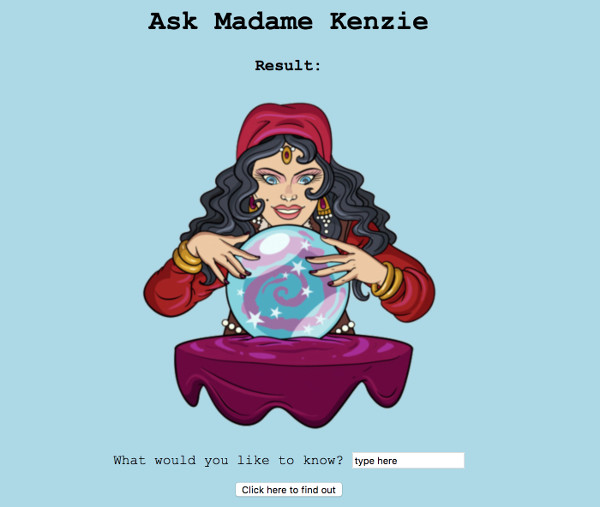 Ask Madame Kenzie
Result:
What would you like to know? type here
Click here to find out